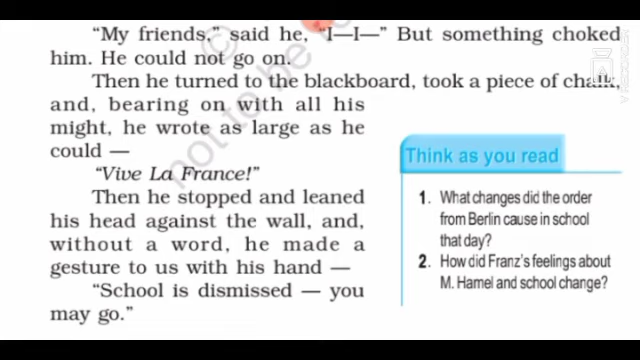 "My friends," said he, "I—I—" But something choked
him. He could not go on.
Then he turned to the blackboard, took a piece of chalk,
and, bearing on with all his
might, he wrote as large as he
could —
"Vive La France!"
Then he stopped and leaned
his head against the wall, and,
without a word, he made a
gesture to us with his hand —
"School is dismissed — you
may go."
Think as you read
1. What changes did the order
from Berlin cause in school
that day?
2. How did Franz's feelings about
M. Hamel and school change?
©
not to be